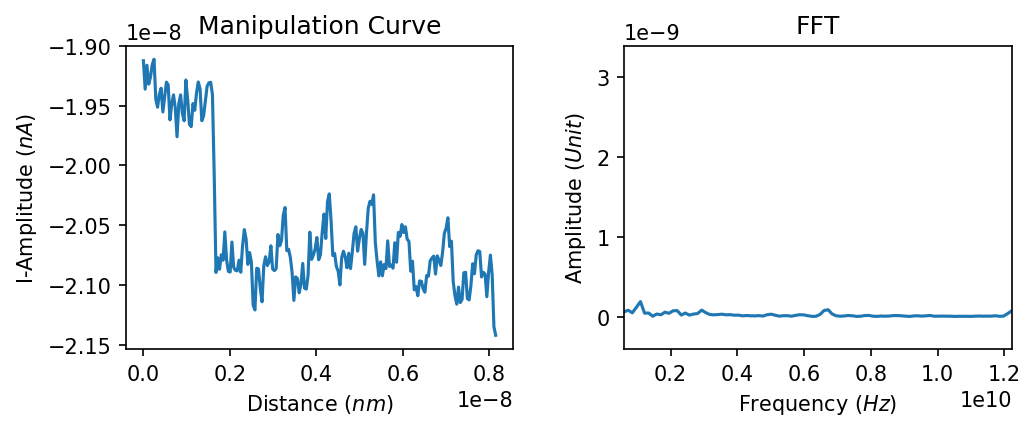 Manipulation Curve
1e−8
−1.90
−1.95
−2.00
−2.05
−2.10
−2.15
I-Amplitude (nA)
0.0 0.2 0.4 0.6 0.8
Distance (nm)
1e−8
FFT
1e−9
3
2
1
0
Amplitude (Unit)
0.2 0.4 0.6 0.8 1.0 1.2
Frequency (Hz)
1e10